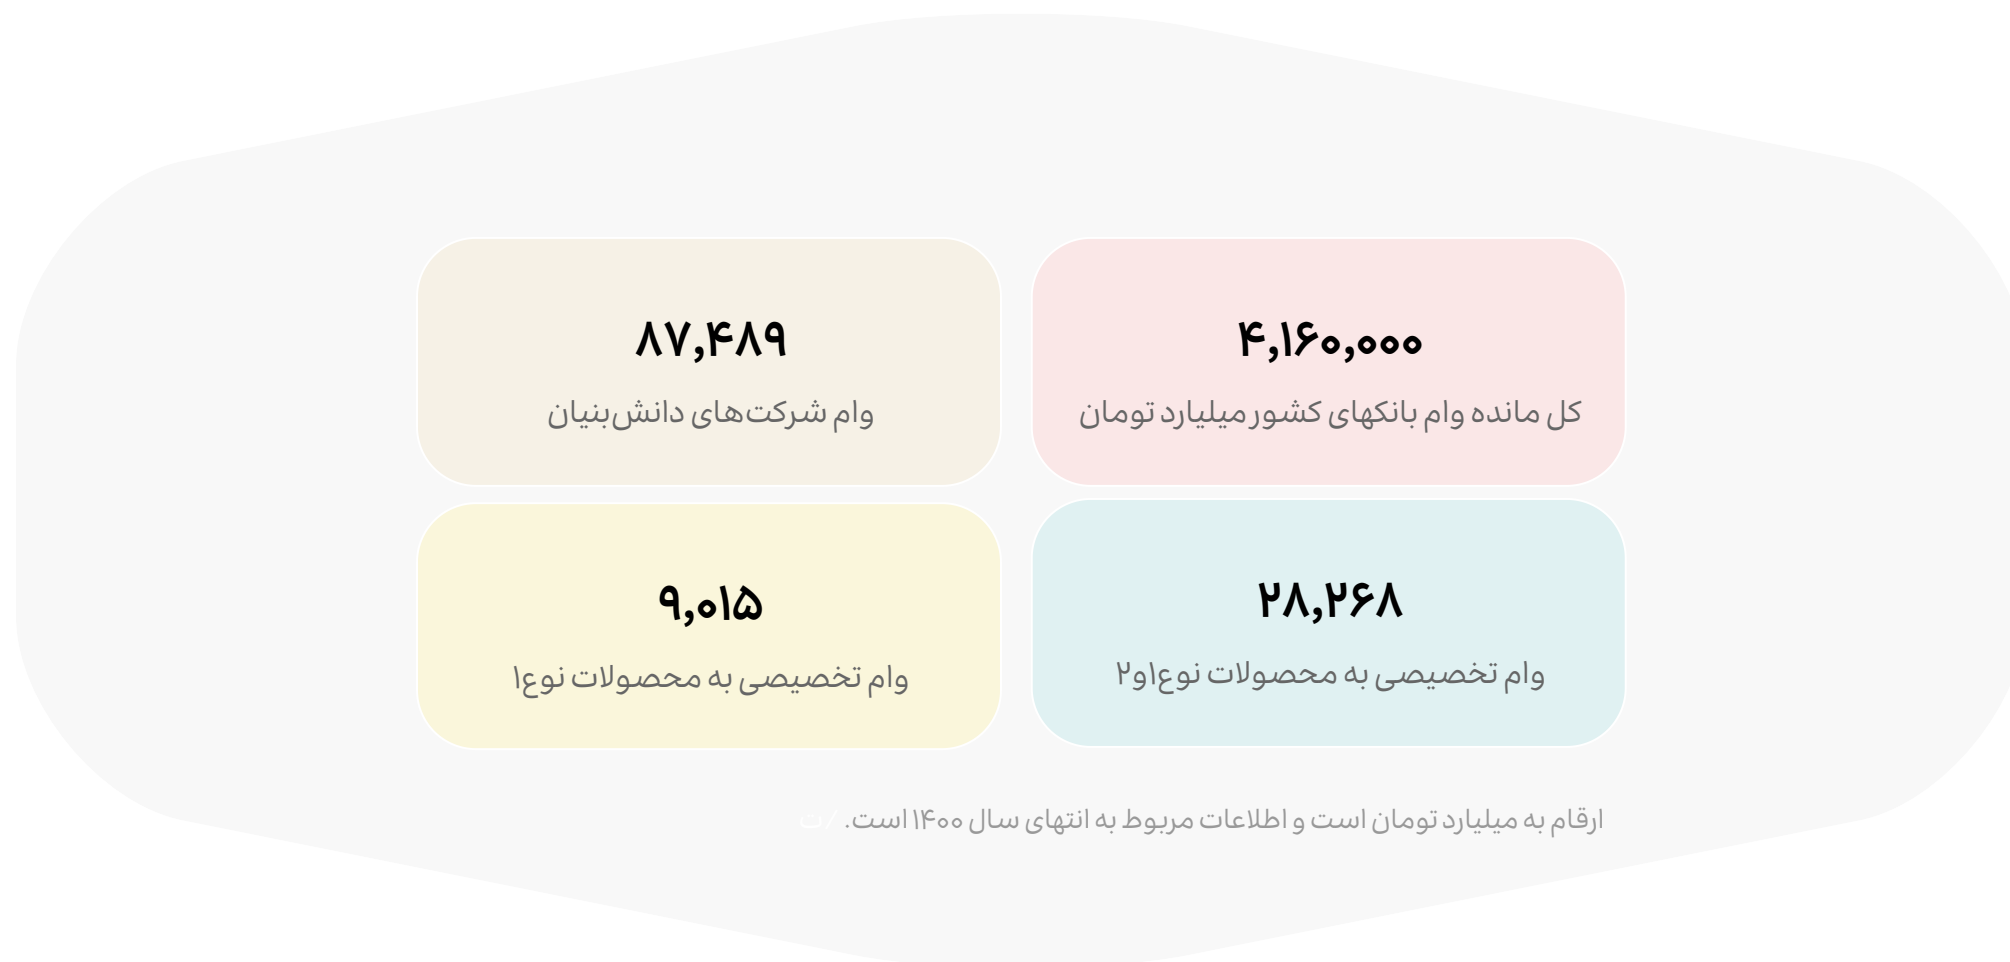 ۴,۱۶۰,۰۰۰
کل مانده وام بانکهای کشور میلیارد تومان
۸۷,۴۸۹
وام شرکت‌های دانش‌بنیان
۲۸,۲۶۸
وام تخصیصی به محصولات نوع۱و۲
۹,۰۱۵
وام تخصیصی به محصولات نوع۱
ارقام به میلیارد تومان است و اطلاعات مربوط به انتهای سال ۱۴۰۰ است. /ت